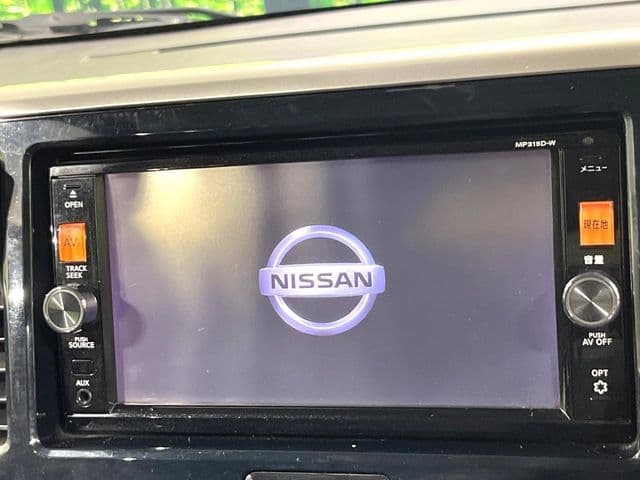 MP315D-W
OPEN
AV
TRACK
SEEK
PUSH
SOURCE
AUX
NISSAN
メニュー
現在地
音量
PUSH
AV OFF
OPT